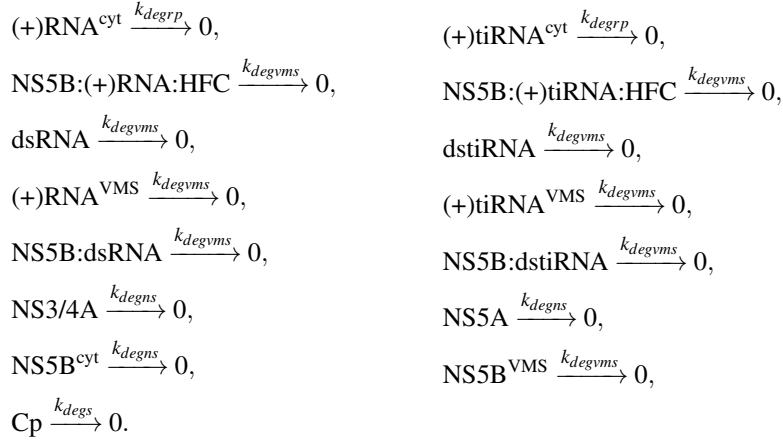 (+)RNA^cyt —k_degrp→ 0, (+)tiRNA^cyt —k_degrp→ 0,
NS5B:(+)RNA:HFC —k_degvms→ 0, NS5B:(+)tiRNA:HFC —k_degvms→ 0,
dsRNA —k_degvms→ 0, dstiRNA —k_degvms→ 0,
(+)RNA^VMS —k_degvms→ 0, (+)tiRNA^VMS —k_degvms→ 0,
NS5B:dsRNA —k_degvms→ 0, NS5B:dstiRNA —k_degvms→ 0,
NS3/4A —k_degns→ 0, NS5A —k_degns→ 0,
NS5B^cyt —k_degns→ 0, NS5B^VMS —k_degvms→ 0,
Cp —k_degs→ 0.